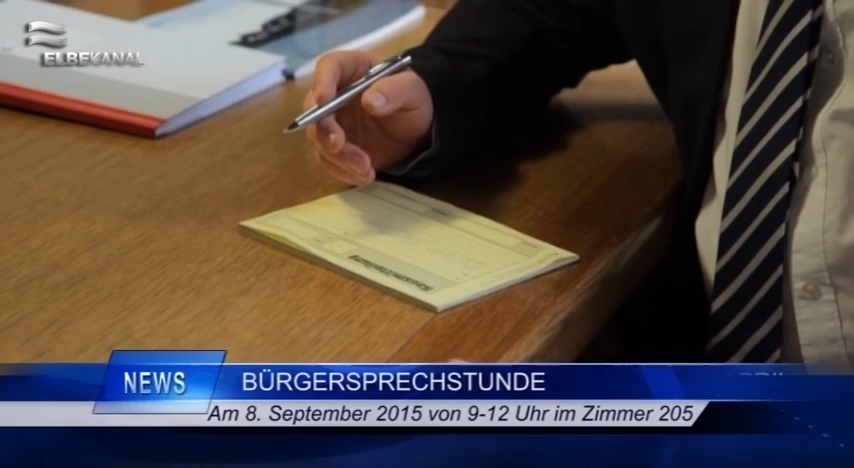 ELBEKANAL
NEWS
BÜRGERSPRECHSTUNDE
Am 8. September 2015 von 9-12 Uhr im Zimmer 205